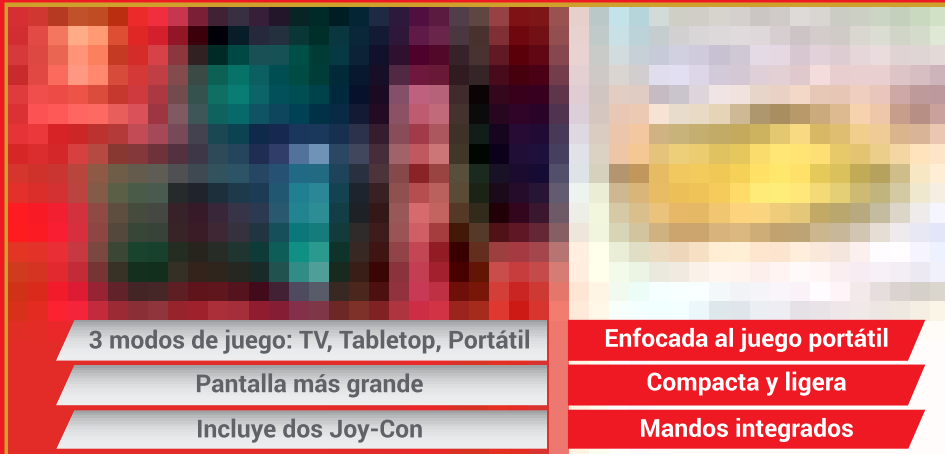 3 modos de juego: TV, Tabletop, Portátil
Pantalla más grande
Incluye dos Joy-Con
Enfocada al juego portátil
Compacta y ligera
Mandos integrados